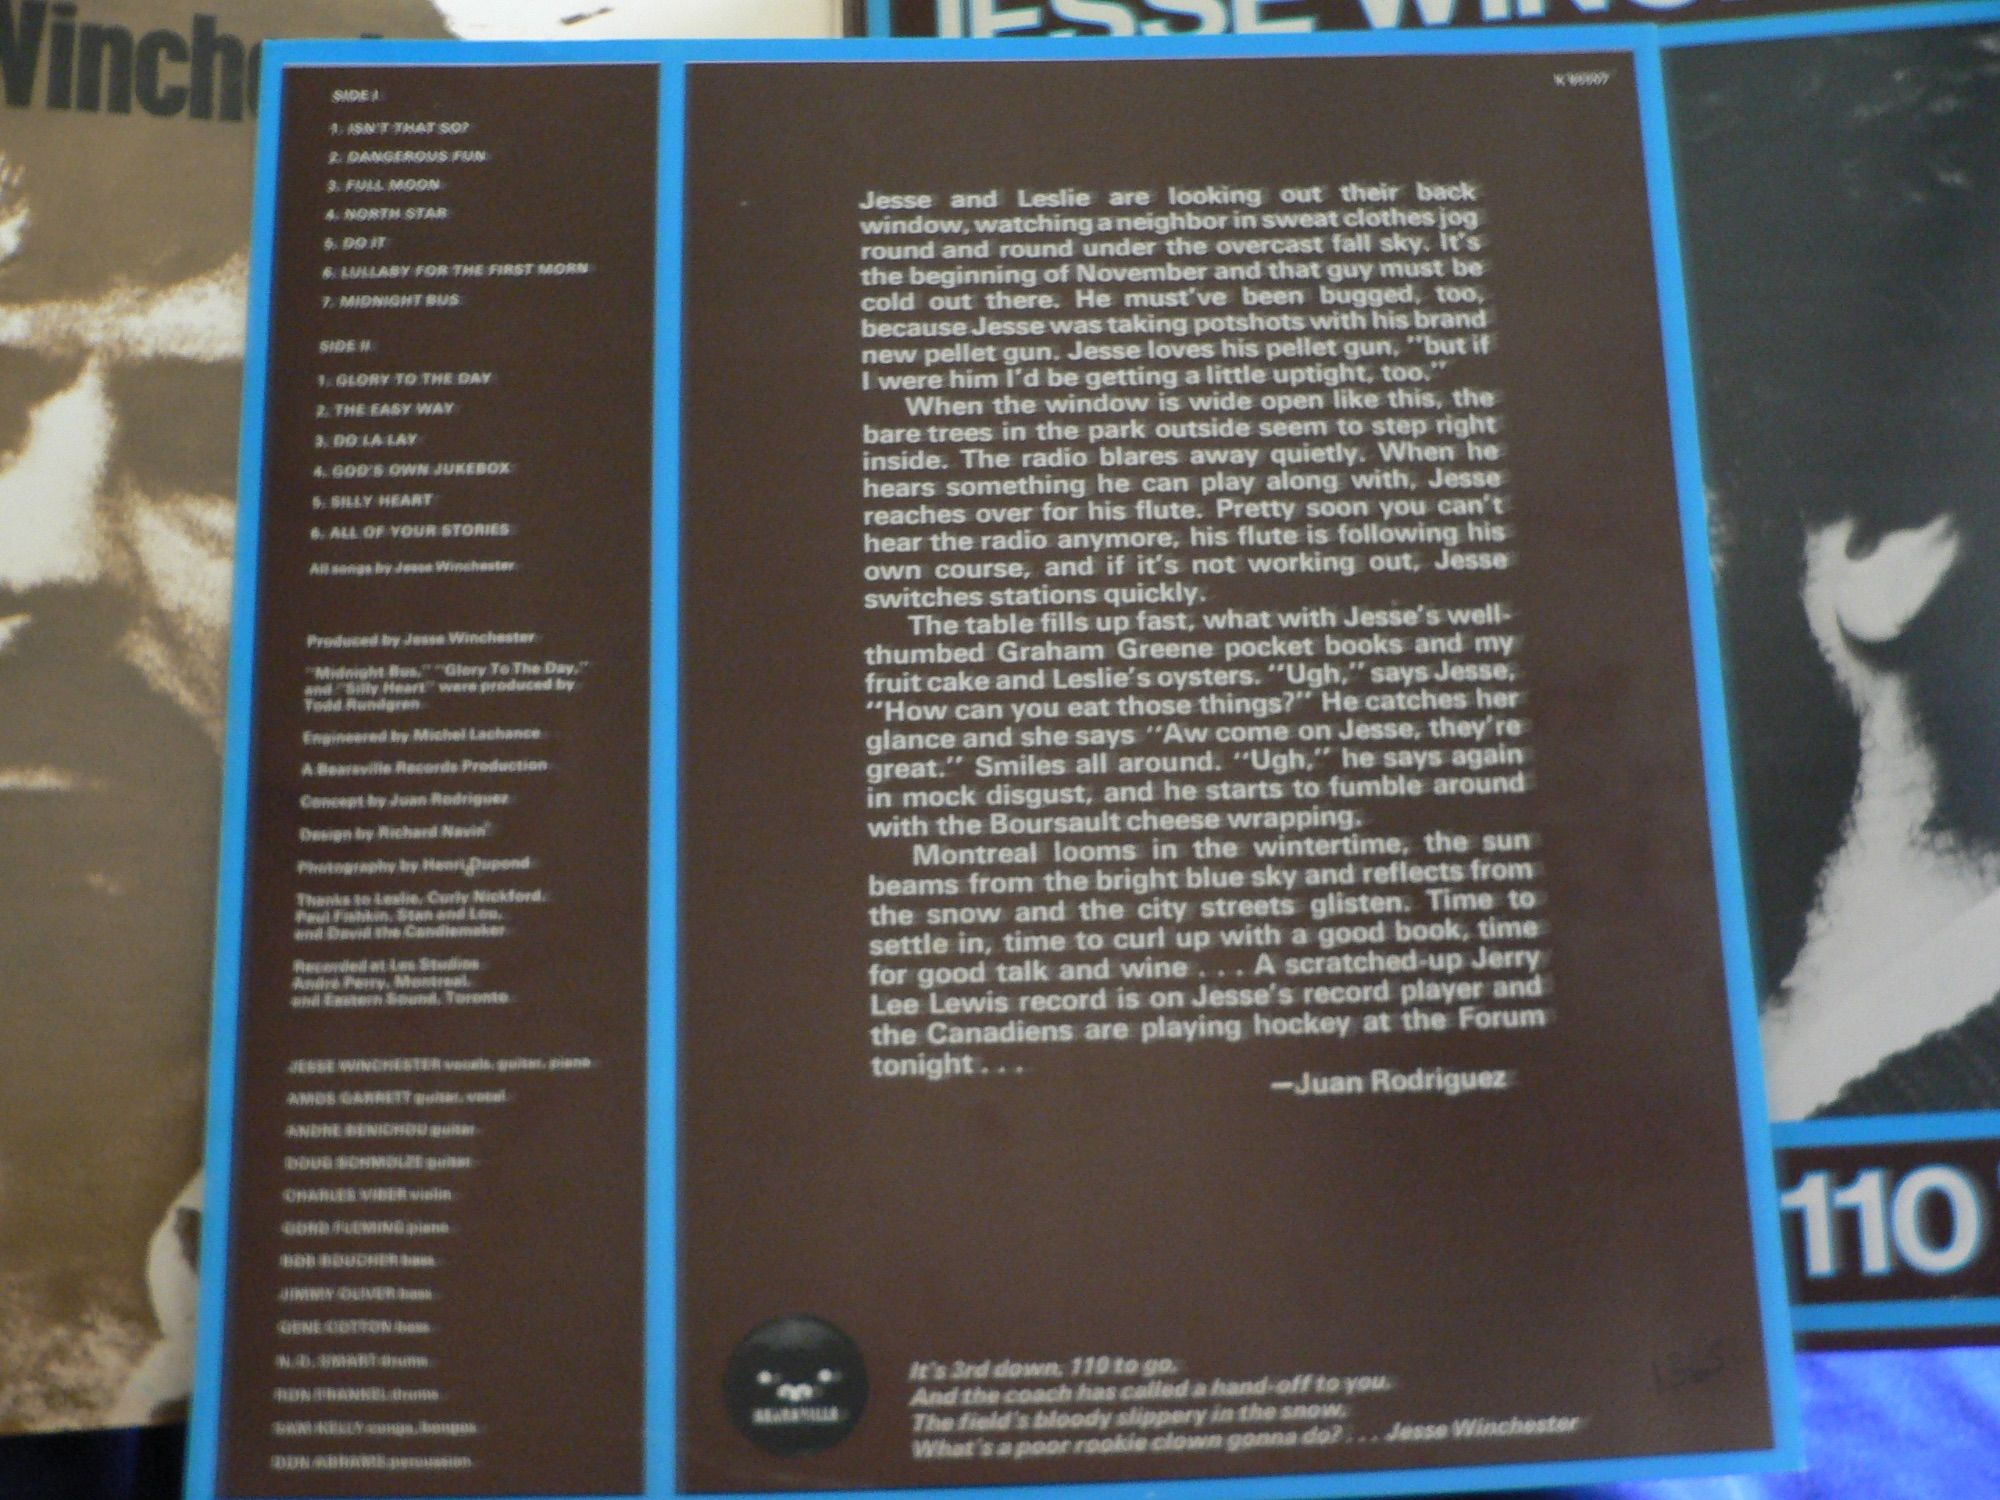 Winche
JESSE WINC
SIDE I
1. ISN'T THAT SO?
2. DANGEROUS FUN
3. FULL MOON
4. NORTH STAR
5. DO IT
6. LULLABY FOR THE FIRST MORN
7. MIDNIGHT BUS
SIDE II
1. GLORY TO THE DAY
2. THE EASY WAY
3. DO LA LAY
4. GOD'S OWN JUKEBOX
5. SILLY HEART
6. ALL OF YOUR STORIES
All songs by Jesse Winchester
Produced by Jesse Winchester
"Midnight Bus," "Glory To The Day,"
and "Silly Heart" were produced by
Todd Rundgren
Engineered by Michel Lachance
A Bearsville Records Production
Concept by Juan Rodriguez
Design by Richard Nevin
Photography by Henri Dupond
Thanks to Leslie, Curly Nickford,
Paul Fishkin, Stan and Lou,
and David the Candlemaker
Recorded at Les Studios
André Perry, Montreal,
and Eastern Sound, Toronto
JESSE WINCHESTER vocals, guitar, piano
AMOS GARRETT guitar, vocal
ANDRE BENICHOU guitar
DOUG SCHMOLZE guitar
CHARLES VIBER violin
GORD FLEMING piano
BOB BOUCHER bass
JIMMY OLIVER bass
GENE COTTON bass
N.D. SMART drums
RON FRANKEL drums
SAM KELLY conga, bongos
DON ABRAMS percussion
Jesse and Leslie are looking out their back
window, watching a neighbor in sweat clothes jog
round and round under the overcast fall sky. It's
the beginning of November and that guy must be
cold out there. He must've been bugged, too,
because Jesse was taking potshots with his brand
new pellet gun. Jesse loves his pellet gun, "but if
I were him I'd be getting a little uptight, too."
When the window is wide open like this, the
bare trees in the park outside seem to step right
inside. The radio blares away quietly. When he
hears something he can play along with, Jesse
reaches over for his flute. Pretty soon you can't
hear the radio anymore, his flute is following his
own course, and if it's not working out, Jesse
switches stations quickly.
The table fills up fast, what with Jesse's well-
thumbed Graham Greene pocket books and my
fruit cake and Leslie's oysters. "Ugh," says Jesse,
"How can you eat those things?" He catches her
glance and she says "Aw come on Jesse, they're
great." Smiles all around. "Ugh," he says again
in mock disgust, and he starts to fumble around
with the Boursault cheese wrapping.
Montreal looms in the wintertime, the sun
beams from the bright blue sky and reflects from
the snow and the city streets glisten. Time to
settle in, time to curl up with a good book, time
for good talk and wine . . . A scratched-up Jerry
Lee Lewis record is on Jesse's record player and
the Canadiens are playing hockey at the Forum
tonight . . .
—Juan Rodriguez
BEARSVILLE
It's 3rd down, 110 to go.
And the coach has called a hand-off to you.
The field's bloody slippery in the snow.
What's a poor rookie clown gonna do? . . . Jesse Winchester
110